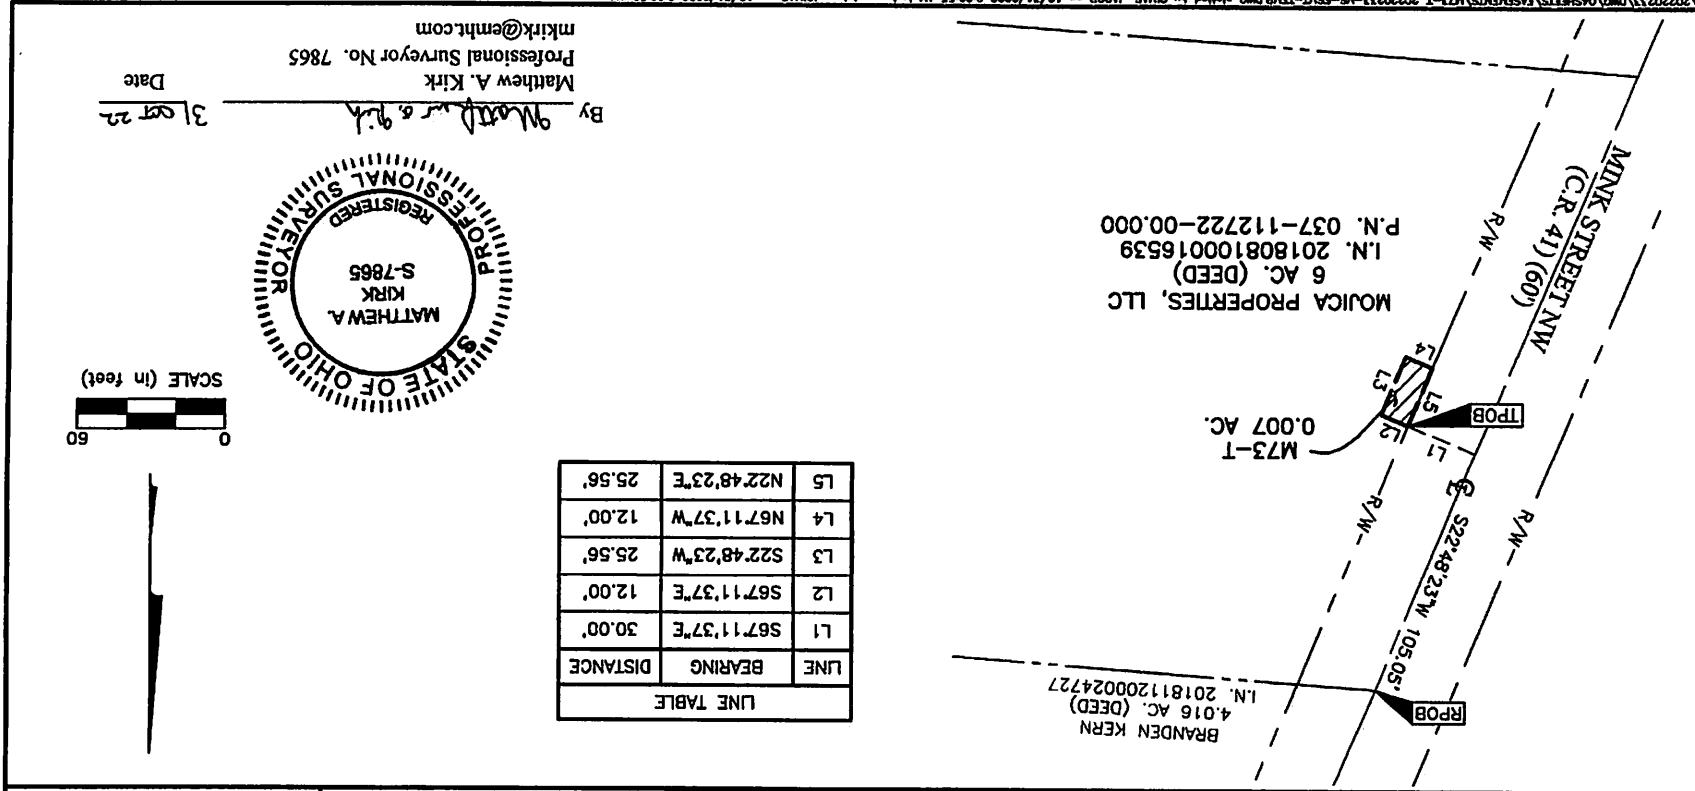 BRANDEN KERN
4.016 AC. (DEED)
I.N. 201811200024727
RPOB
S22°48'23"W 105.05'
R/W
R/W
℄
TPOB
L1
L2
L3
L4
L5
M73-T
0.007 AC.
MOJICA PROPERTIES, LLC
6 AC. (DEED)
I.N. 201808100016539
P.N. 037-112722-00.000
MINK STREET NW
(C.R. 41) (60')
R/W
LINE TABLE
LINE BEARING DISTANCE
L1 S67°11'37"E 30.00'
L2 S67°11'37"E 12.00'
L3 S22°48'23"W 25.56'
L4 N67°11'37"W 12.00'
L5 N22°48'23"E 25.56'
0 60
SCALE (in feet)
STATE OF OHIO
MATTHEW A.
KIRK
S-7865
REGISTERED
PROFESSIONAL SURVEYOR
By Matthew A. Kirk 31 OCT 22
Matthew A. Kirk Date
Professional Surveyor No. 7865
mkirk@emht.com